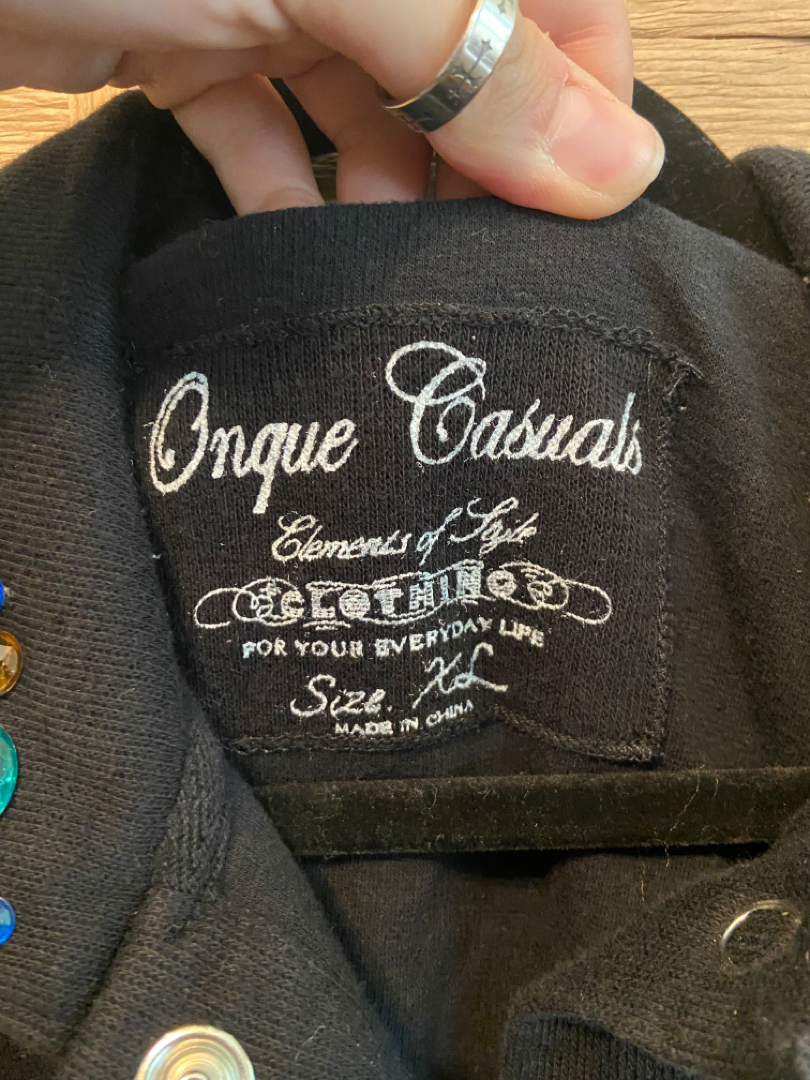 Onque Casuals
Elements of Style
CLOTHING
FOR YOUR EVERYDAY LIFE
Size. XL
MADE IN CHINA